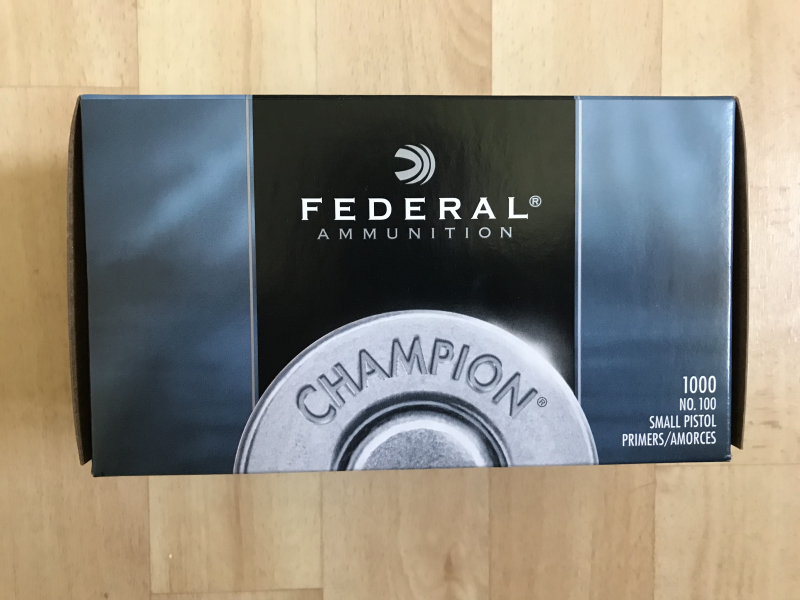 FEDERAL®
AMMUNITION
CHAMPION®
1000
NO. 100
SMALL PISTOL
PRIMERS/AMORCES